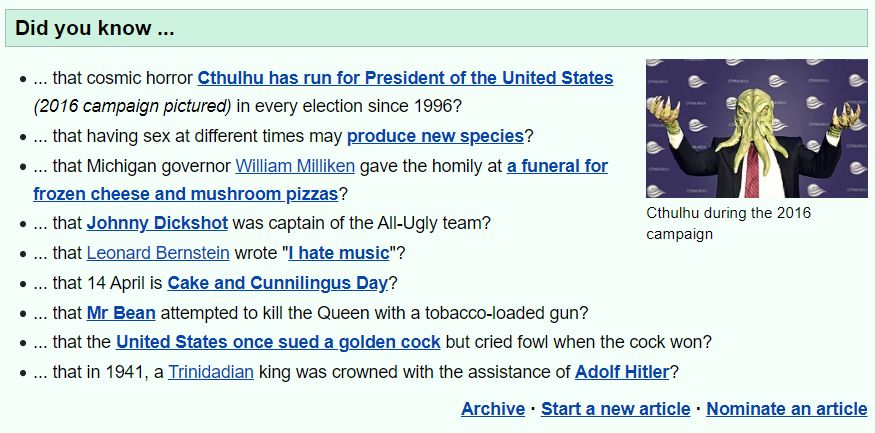 Did you know ...
... that cosmic horror Cthulhu has run for President of the United States
(2016 campaign pictured) in every election since 1996?
... that having sex at different times may produce new species?
... that Michigan governor William Milliken gave the homily at a funeral for
frozen cheese and mushroom pizzas?
... that Johnny Dickshot was captain of the All-Ugly team?
... that Leonard Bernstein wrote "I hate music"?
... that 14 April is Cake and Cunnilingus Day?
... that Mr Bean attempted to kill the Queen with a tobacco-loaded gun?
... that the United States once sued a golden cock but cried fowl when the cock won?
... that in 1941, a Trinidadian king was crowned with the assistance of Adolf Hitler?
Cthulhu during the 2016
campaign
Archive · Start a new article · Nominate an article